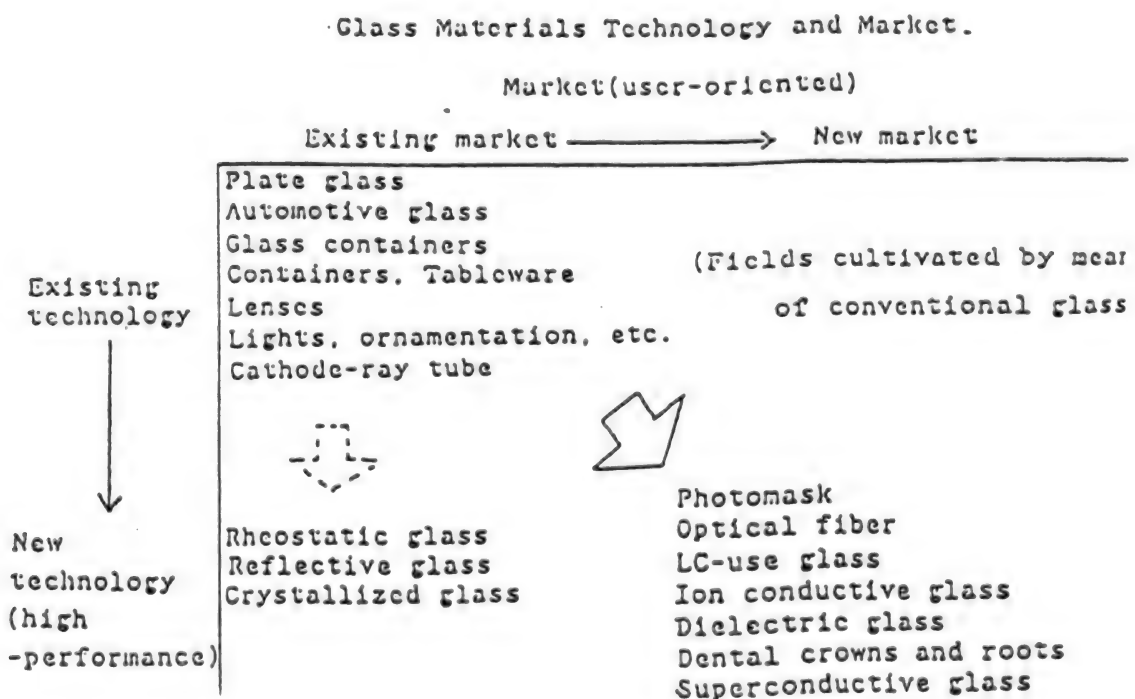 Glass Materials Technology and Market.
Market(user-oriented)
Existing market New market
Plate glass
Automotive glass
Glass containers
Containers, Tableware
Lenses
Lights, ornamentation, etc.
Cathode-ray tube
Existing
technology
(Fields cultivated by mear
of conventional glass
New
technology
(high
-performance)
Rheostatic glass
Reflective glass
Crystallized glass
Photomask
Optical fiber
LC-use glass
Ion conductive glass
Dielectric glass
Dental crowns and roots
Superconductive glass